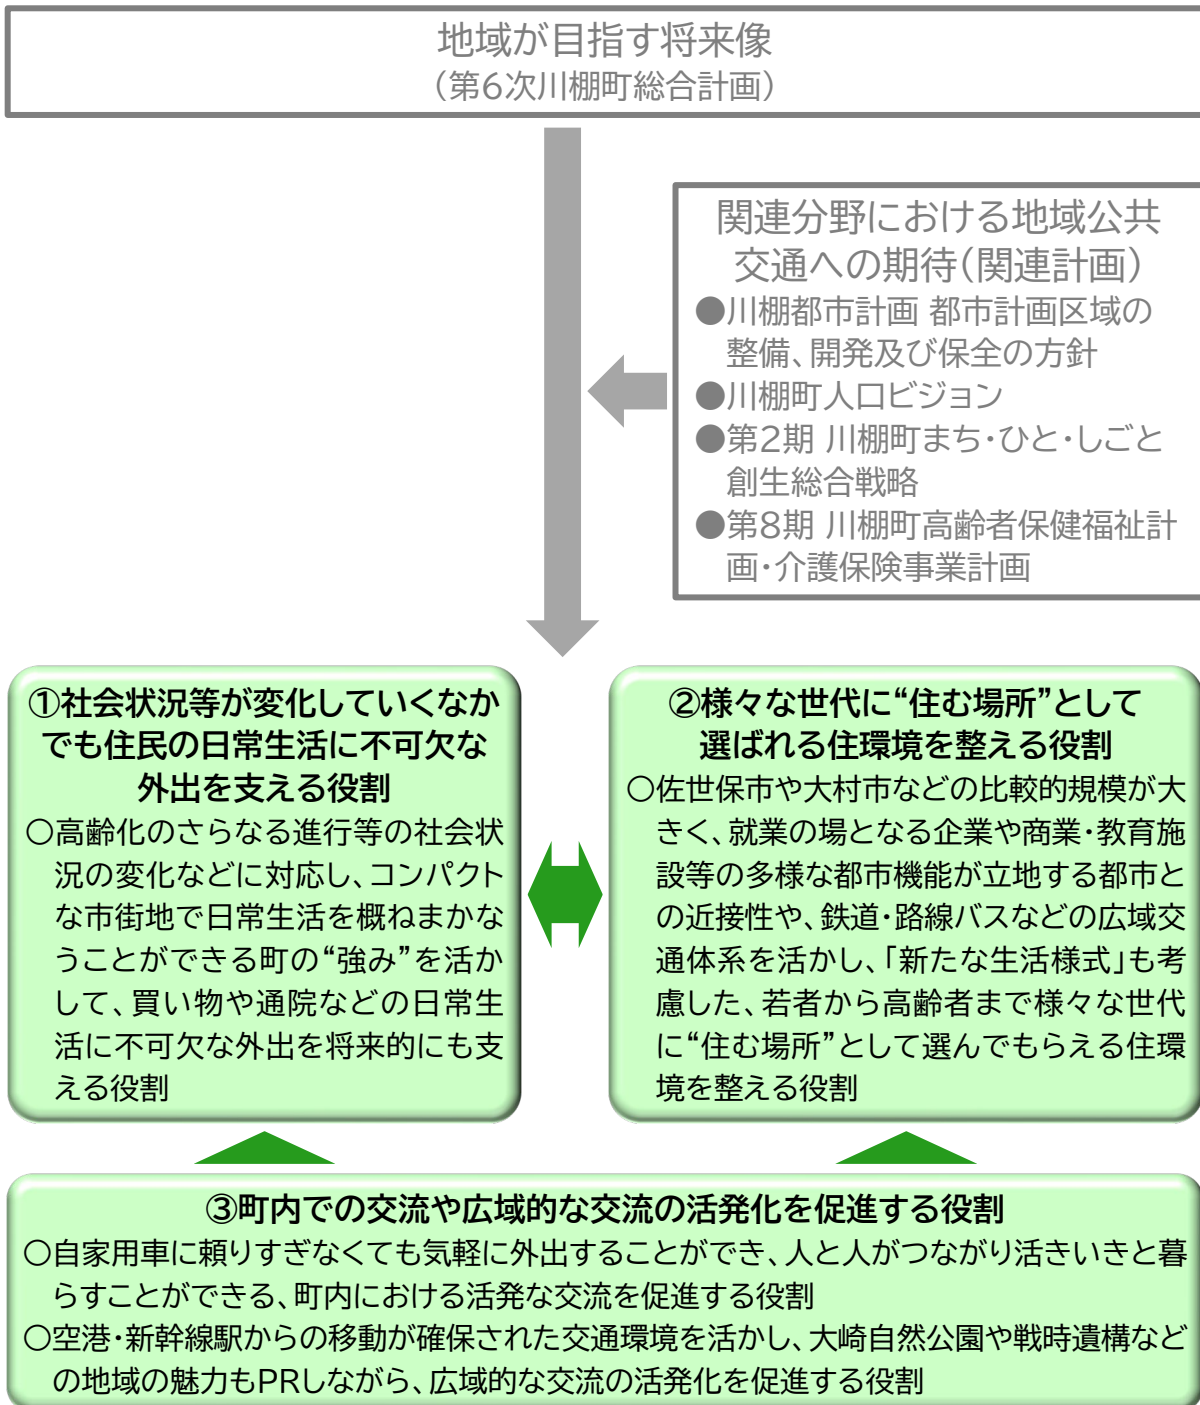 地域が目指す将来像
（第6次川棚町総合計画）
関連分野における地域公共
交通への期待（関連計画）
●川棚都市計画 都市計画区域の
整備、開発及び保全の方針
●川棚町人口ビジョン
●第2期 川棚町まち・ひと・しごと
創生総合戦略
●第8期 川棚町高齢者保健福祉計
画・介護保険事業計画
①社会状況等が変化していくなか
でも住民の日常生活に不可欠な
外出を支える役割
○高齢化のさらなる進行等の社会状
況の変化などに対応し、コンパクト
な市街地で日常生活を概ねまかな
うことができる町の“強み”を活か
して、買い物や通院などの日常生
活に不可欠な外出を将来的にも支
える役割
②様々な世代に“住む場所”として
選ばれる住環境を整える役割
○佐世保市や大村市などの比較的規模が大
きく、就業の場となる企業や商業・教育施
設等の多様な都市機能が立地する都市と
の近接性や、鉄道・路線バスなどの広域交
通体系を活かし、「新たな生活様式」も考
慮した、若者から高齢者まで様々な世代
に“住む場所”として選んでもらえる住環
境を整える役割
③町内での交流や広域的な交流の活発化を促進する役割
○自家用車に頼りすぎなくても気軽に外出することができ、人と人がつながり活きいきと暮
らすことができる、町内における活発な交流を促進する役割
○空港・新幹線駅からの移動が確保された交通環境を活かし、大崎自然公園や戦時遺構など
の地域の魅力もPRしながら、広域的な交流の活発化を促進する役割